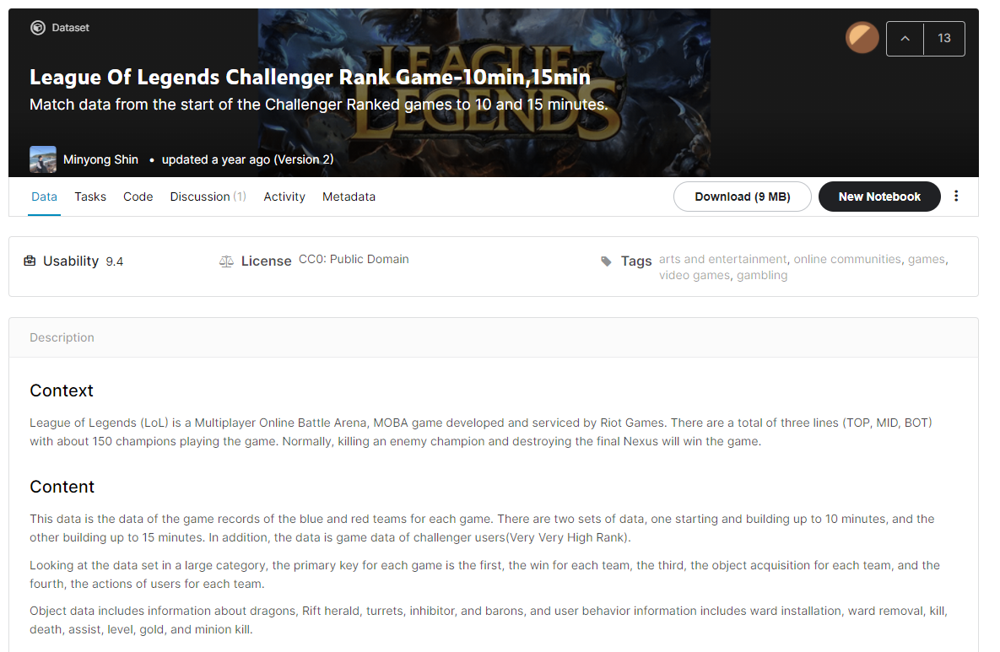 Dataset
13
LEAGUE of
LEGENDS
League Of Legends Challenger Rank Game-10min,15min
Match data from the start of the Challenger Ranked games to 10 and 15 minutes.
Minyong Shin • updated a year ago (Version 2)
Data Tasks Code Discussion (1) Activity Metadata Download (9 MB) New Notebook
Usability 9.4 License CC0: Public Domain Tags arts and entertainment, online communities, games,
video games, gambling
Description
Context
League of Legends (LoL) is a Multiplayer Online Battle Arena, MOBA game developed and serviced by Riot Games. There are a total of three lines (TOP, MID, BOT)
with about 150 champions playing the game. Normally, killing an enemy champion and destroying the final Nexus will win the game.
Content
This data is the data of the game records of the blue and red teams for each game. There are two sets of data, one starting and building up to 10 minutes, and the
other building up to 15 minutes. In addition, the data is game data of challenger users(Very Very High Rank).
Looking at the data set in a large category, the primary key for each game is the first, the win for each team, the third, the object acquisition for each team, and the
fourth, the actions of users for each team.
Object data includes information about dragons, Rift herald, turrets, inhibitor, and barons, and user behavior information includes ward installation, ward removal, kill,
death, assist, level, gold, and minion kill.